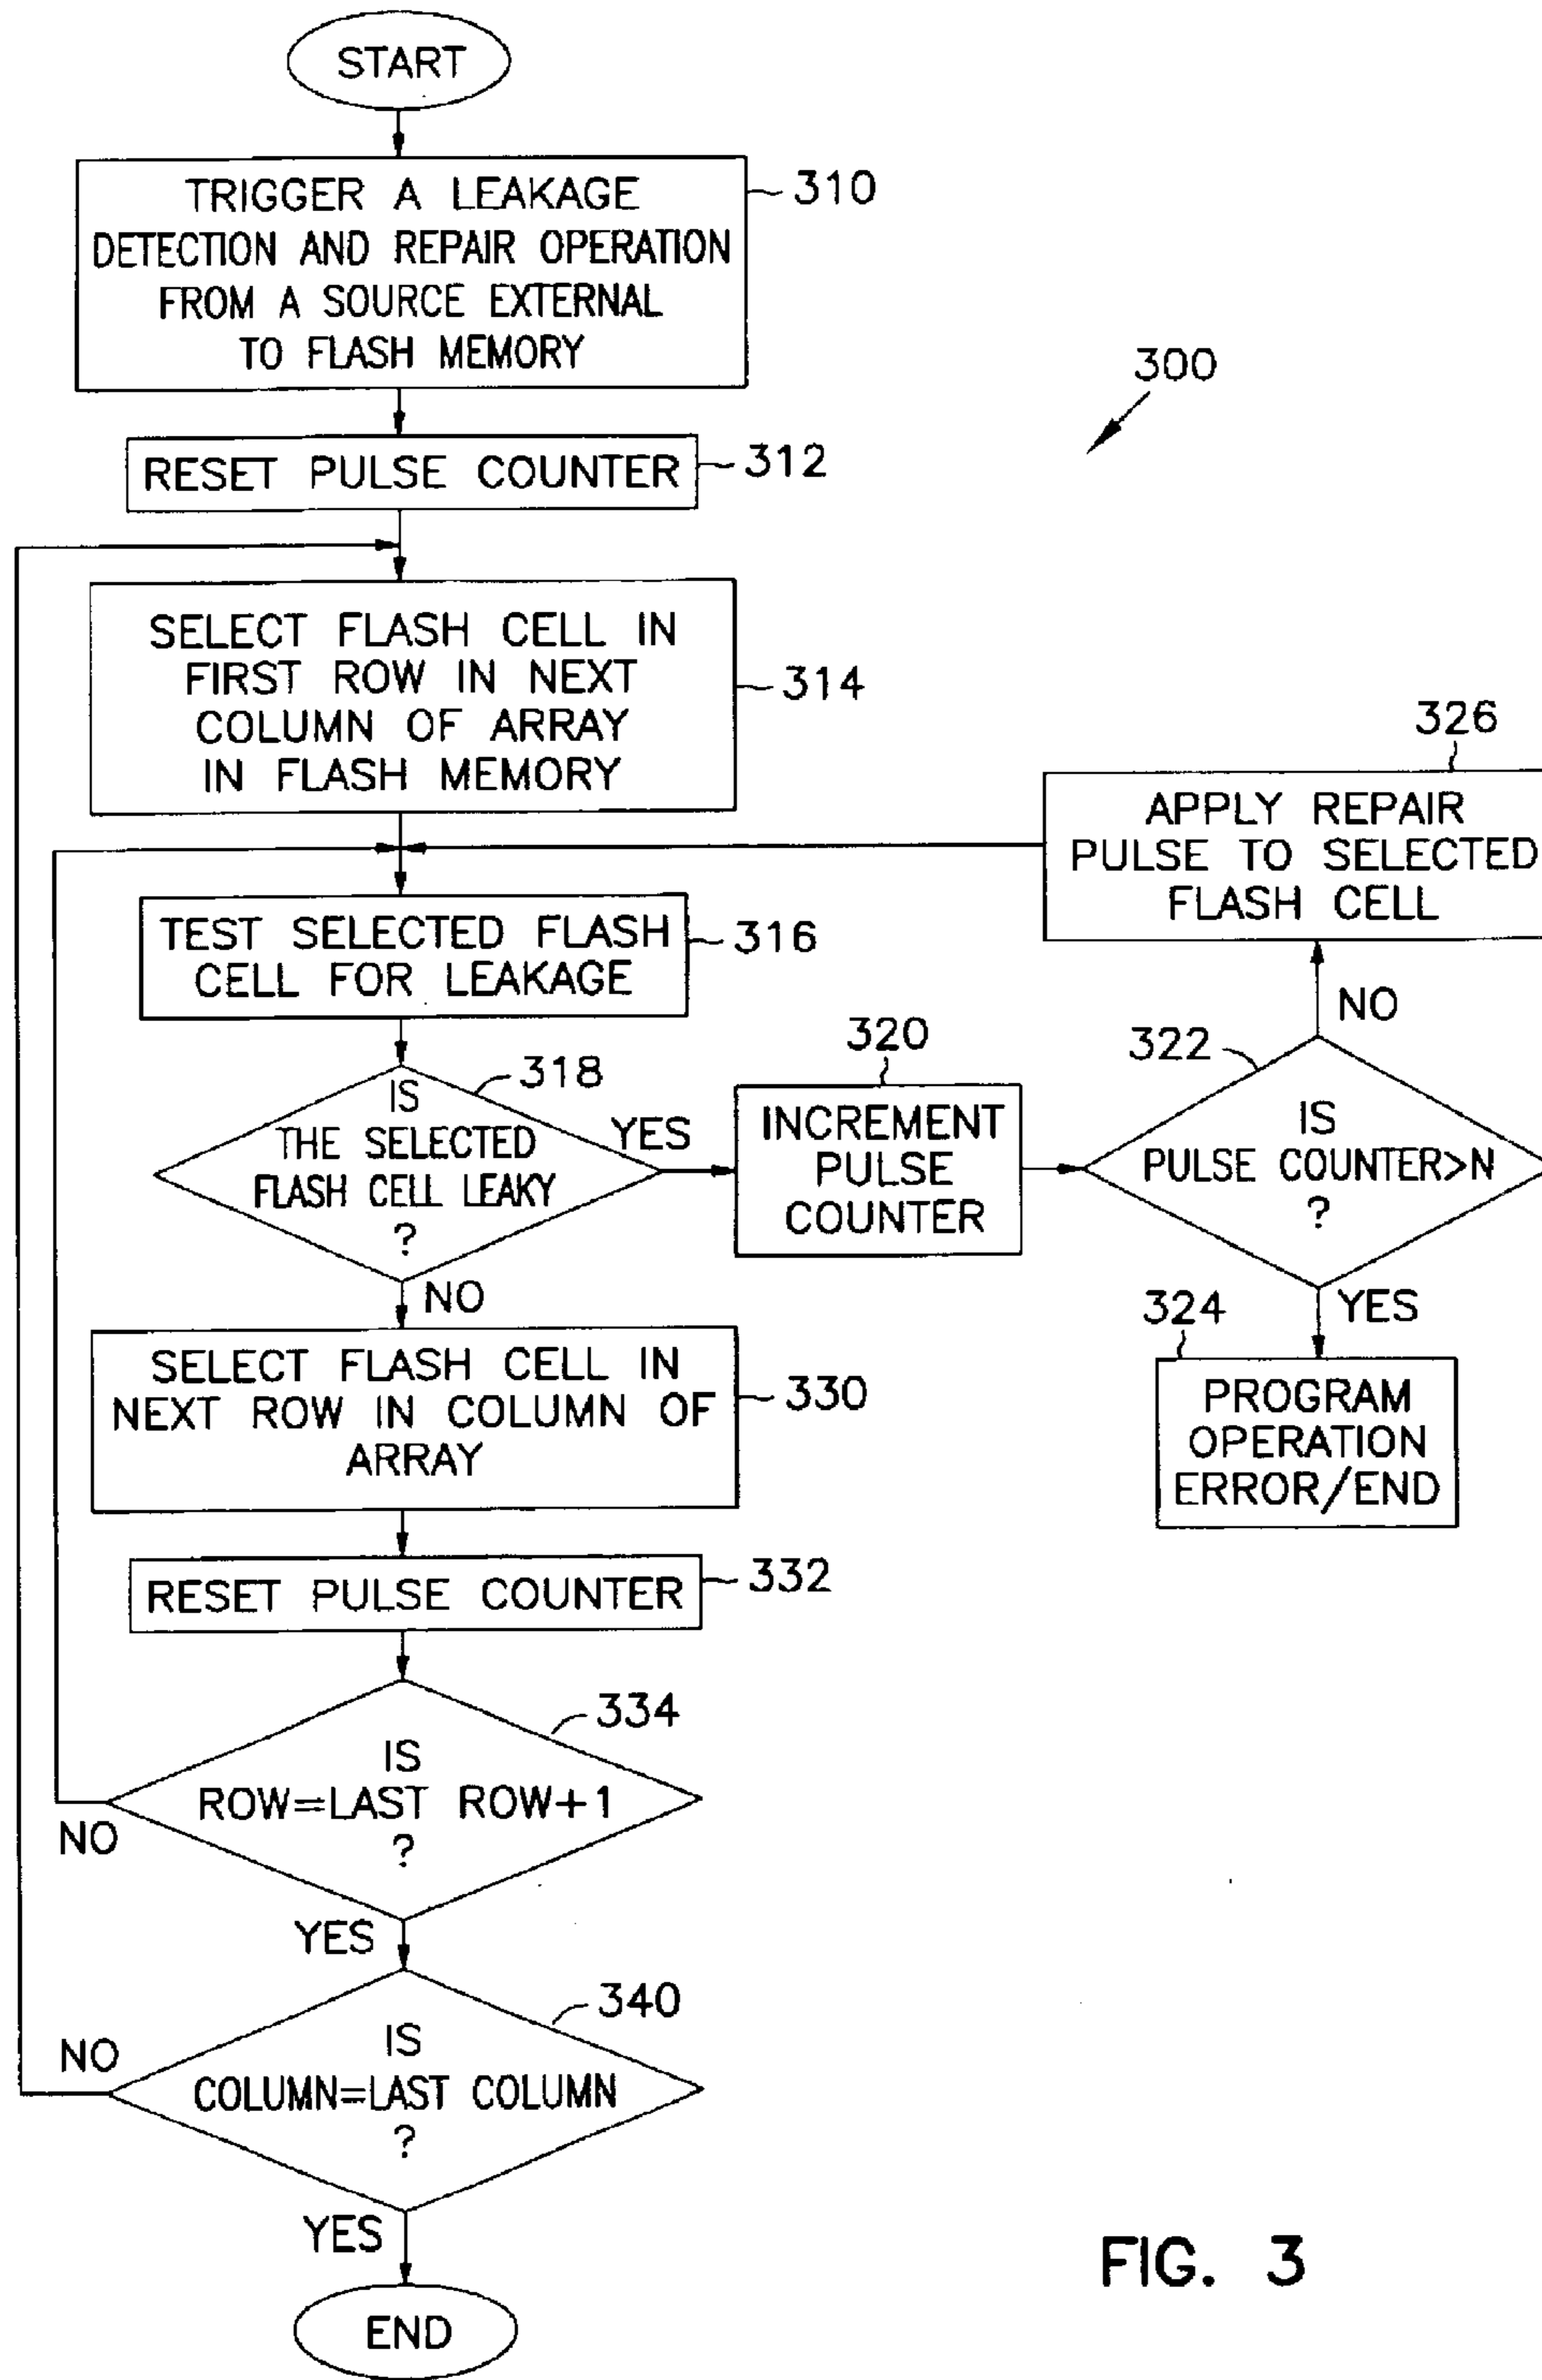 START
TRIGGER A LEAKAGE
DETECTION AND REPAIR OPERATION
FROM A SOURCE EXTERNAL
TO FLASH MEMORY
310
300
RESET PULSE COUNTER
312
SELECT FLASH CELL IN
FIRST ROW IN NEXT
COLUMN OF ARRAY
IN FLASH MEMORY
314
326
APPLY REPAIR
PULSE TO SELECTED
FLASH CELL
TEST SELECTED FLASH
CELL FOR LEAKAGE
316
IS
THE SELECTED
FLASH CELL LEAKY
?
318
YES
320
INCREMENT
PULSE
COUNTER
322
NO
IS
PULSE COUNTER>N
?
YES
324
PROGRAM
OPERATION
ERROR/END
NO
SELECT FLASH CELL IN
NEXT ROW IN COLUMN OF
ARRAY
330
RESET PULSE COUNTER
332
IS
ROW=LAST ROW+1
?
334
NO
YES
IS
COLUMN=LAST COLUMN
?
340
NO
YES
END
FIG. 3